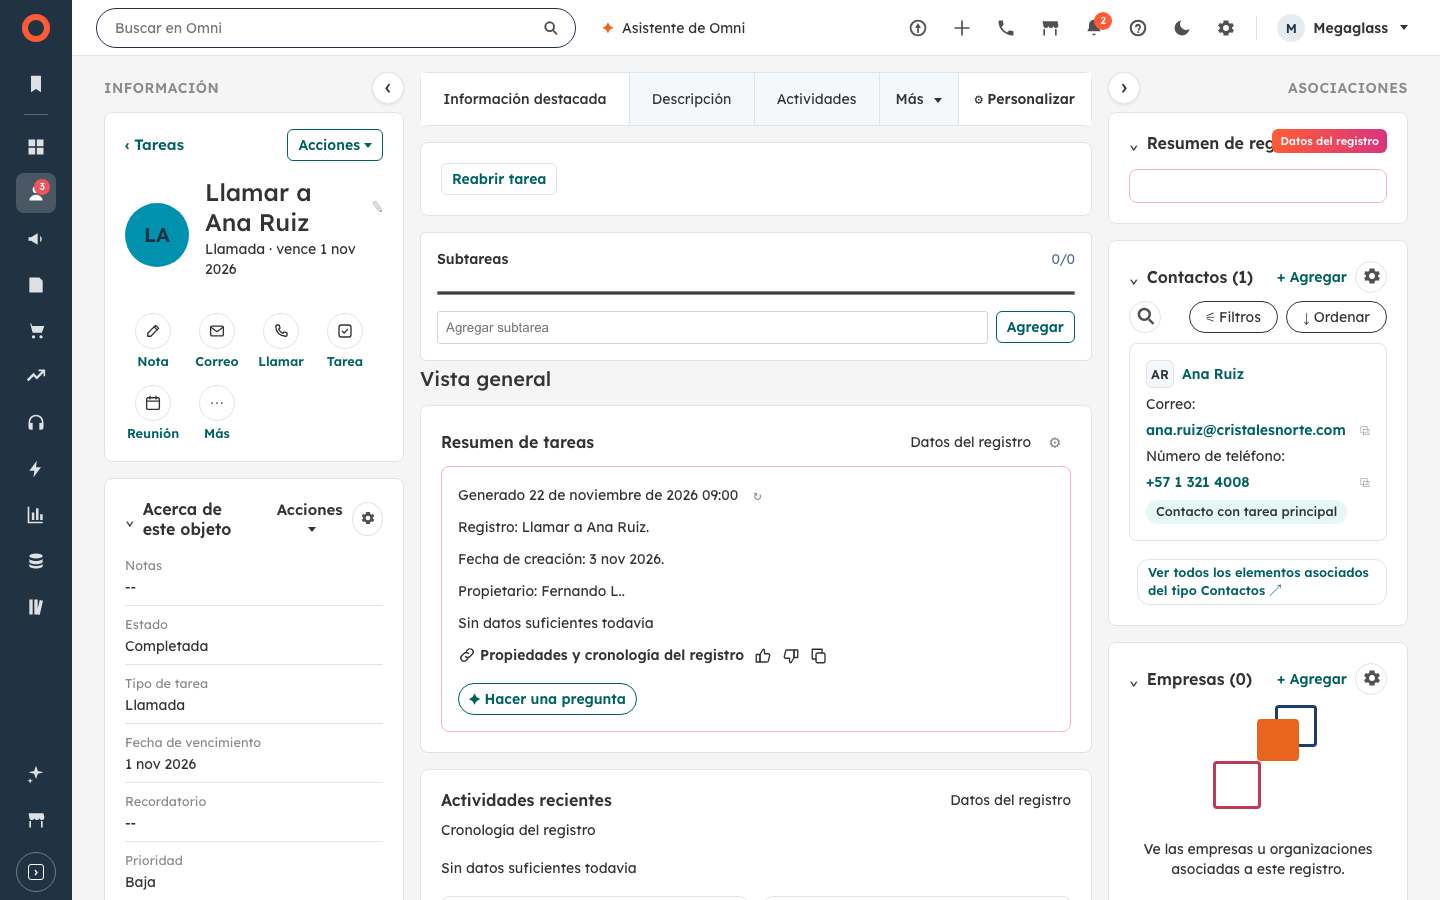 Buscar en Omni
Asistente de Omni
2
M
Megaglass
3
INFORMACIÓN
‹ Tareas
Acciones
LA
Llamar a
Ana Ruiz
Llamada · vence 1 nov
2026
Nota
Correo
Llamar
Tarea
Reunión
Más
Acerca de
este objeto
Acciones
Notas
--
Estado
Completada
Tipo de tarea
Llamada
Fecha de vencimiento
1 nov 2026
Recordatorio
--
Prioridad
Baja
Información destacada
Descripción
Actividades
Más
Personalizar
Reabrir tarea
Subtareas
0/0
Agregar subtarea
Agregar
Vista general
Resumen de tareas
Datos del registro
Generado 22 de noviembre de 2026 09:00
Registro: Llamar a Ana Ruiz.
Fecha de creación: 3 nov 2026.
Propietario: Fernando L..
Sin datos suficientes todavía
Propiedades y cronología del registro
Hacer una pregunta
Actividades recientes
Datos del registro
Cronología del registro
Sin datos suficientes todavía
ASOCIACIONES
Resumen de reg
Datos del registro
Contactos (1)
+ Agregar
Filtros
↓ Ordenar
AR
Ana Ruiz
Correo:
ana.ruiz@cristalesnorte.com
Número de teléfono:
+57 1 321 4008
Contacto con tarea principal
Ver todos los elementos asociados
del tipo Contactos ↗
Empresas (0)
+ Agregar
Ve las empresas u organizaciones
asociadas a este registro.